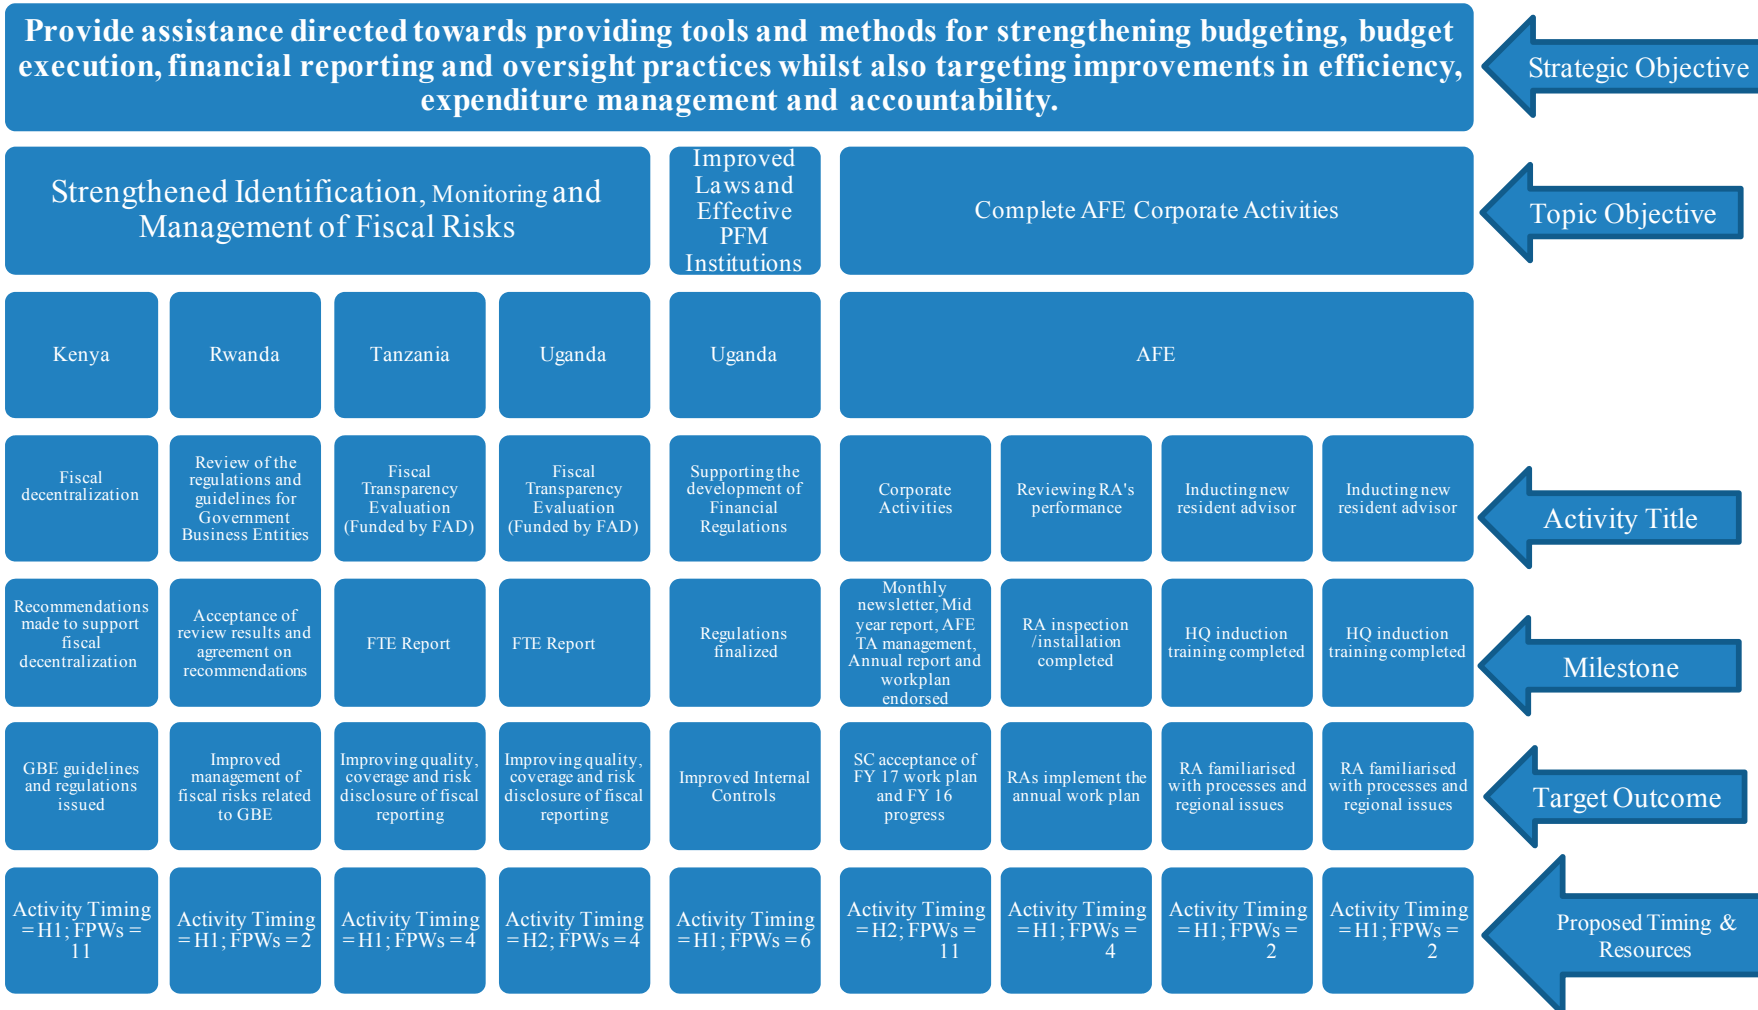 Provide assistance directed towards providing tools and methods for strengthening budgeting, budget
execution, financial reporting and oversight practices whilst also targeting improvements in efficiency,
expenditure management and accountability.
Strategic Objective
Strengthened Identification, Monitoring and
Management of Fiscal Risks
Improved
Laws and
Effective
PFM
Institutions
Complete AFE Corporate Activities
Topic Objective
Kenya
Rwanda
Tanzania
Uganda
Uganda
AFE
Fiscal
decentralization
Review of the
regulations and
guidelines for
Government
Business Entities
Fiscal
Transparency
Evaluation
(Funded by FAD)
Fiscal
Transparency
Evaluation
(Funded by FAD)
Supporting the
development of
Financial
Regulations
Corporate
Activities
Reviewing RA's
performance
Inducting new
resident advisor
Inducting new
resident advisor
Activity Title
Recommendations
made to support
fiscal
decentralization
Acceptance of
review results and
agreement on
recommendations
FTE Report
FTE Report
Regulations
finalized
Monthly
newsletter, Mid
year report, AFE
TA management,
Annual report and
workplan
endorsed
RA inspection
/installation
completed
HQ induction
training completed
HQ induction
training completed
Milestone
GBE guidelines
and regulations
issued
Improved
management of
fiscal risks related
to GBE
Improving quality,
coverage and risk
disclosure of fiscal
reporting
Improving quality,
coverage and risk
disclosure of fiscal
reporting
Improved Internal
Controls
SC acceptance of
FY 17 work plan
and FY 16
progress
RAs implement the
annual work plan
RA familiarised
with processes and
regional issues
RA familiarised
with processes and
regional issues
Target Outcome
Activity Timing
= H1; FPWs =
11
Activity Timing
= H1; FPWs = 2
Activity Timing
= H1; FPWs = 4
Activity Timing
= H2; FPWs = 4
Activity Timing
= H1; FPWs = 6
Activity Timing
= H2; FPWs =
11
Activity Timing
= H1; FPWs =
4
Activity Timing
= H1; FPWs =
2
Activity Timing
= H1; FPWs =
2
Proposed Timing &
Resources